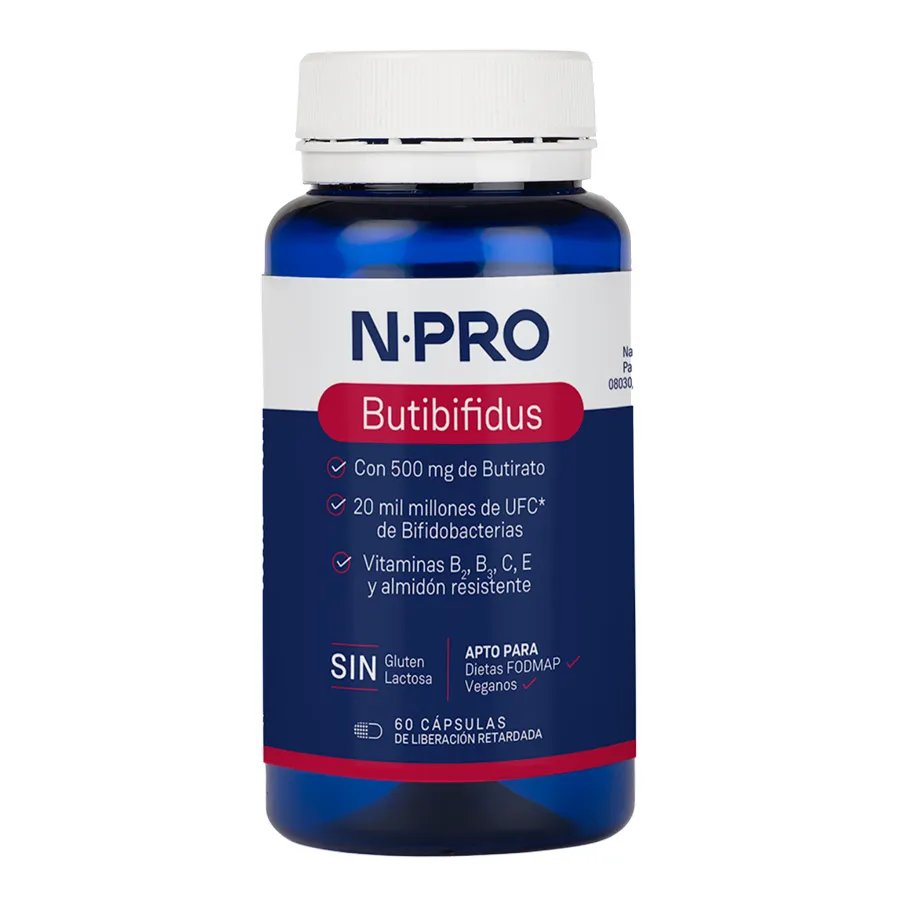 N·PRO
Butibifidus
Con 500 mg de Butirato
20 mil millones de UFC*
de Bifidobacterias
Vitaminas B₂, B₃, C, E
y almidón resistente
SIN Gluten
Lactosa
APTO PARA
Dietas FODMAP
Veganos
60 CÁPSULAS
DE LIBERACIÓN RETARDADA
08030,